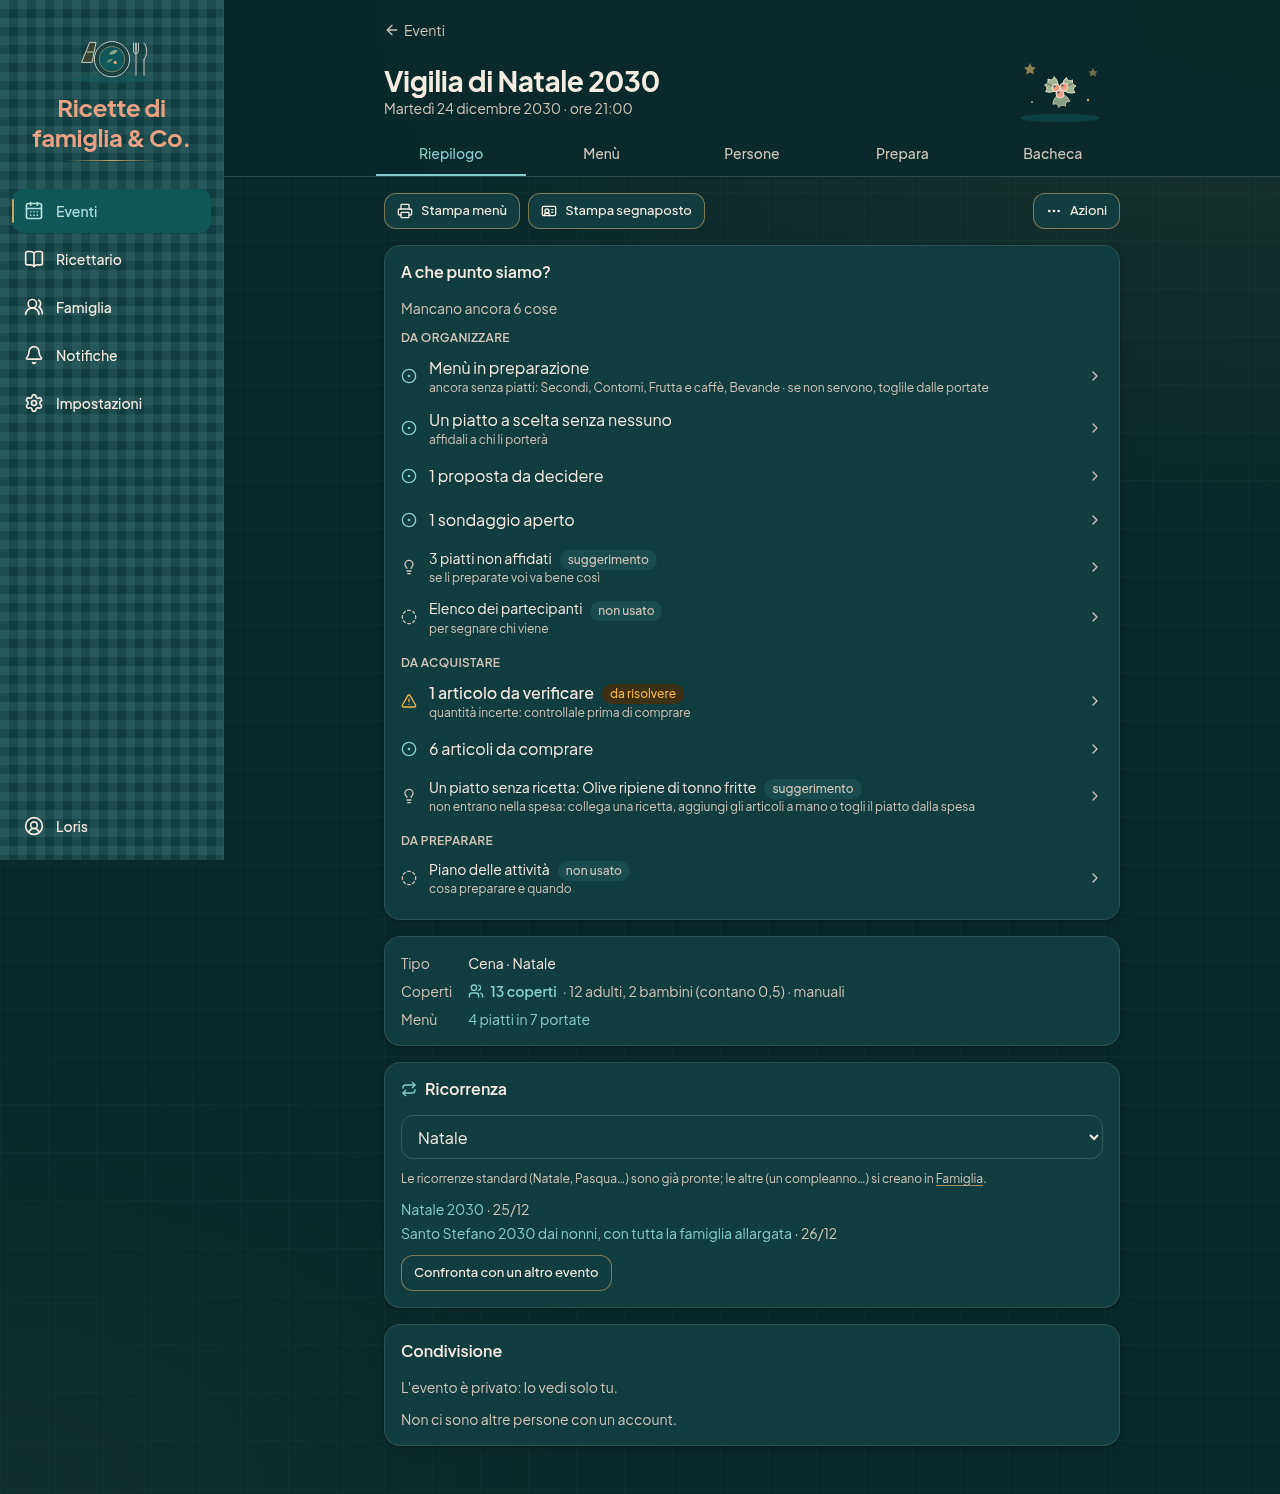 Ricette di
famiglia & Co.
Eventi
Ricettario
Famiglia
Notifiche
Impostazioni
Loris
Eventi
Vigilia di Natale 2030
Martedì 24 dicembre 2030 · ore 21:00
Riepilogo
Menù
Persone
Prepara
Bacheca
Stampa menù
Stampa segnaposto
Azioni
A che punto siamo?
Mancano ancora 6 cose
DA ORGANIZZARE
Menù in preparazione
ancora senza piatti: Secondi, Contorni, Frutta e caffè, Bevande · se non servono, toglile dalle portate
Un piatto a scelta senza nessuno
affidali a chi li porterà
1 proposta da decidere
1 sondaggio aperto
3 piatti non affidati suggerimento
se li preparate voi va bene così
Elenco dei partecipanti non usato
per segnare chi viene
DA ACQUISTARE
1 articolo da verificare da risolvere
quantità incerte: controllale prima di comprare
6 articoli da comprare
Un piatto senza ricetta: Olive ripiene di tonno fritte suggerimento
non entrano nella spesa: collega una ricetta, aggiungi gli articoli a mano o togli il piatto dalla spesa
DA PREPARARE
Piano delle attività non usato
cosa preparare e quando
Tipo Cena · Natale
Coperti 13 coperti · 12 adulti, 2 bambini (contano 0,5) · manuali
Menù 4 piatti in 7 portate
Ricorrenza
Natale
Le ricorrenze standard (Natale, Pasqua…) sono già pronte; le altre (un compleanno…) si creano in Famiglia.
Natale 2030 · 25/12
Santo Stefano 2030 dai nonni, con tutta la famiglia allargata · 26/12
Confronta con un altro evento
Condivisione
L'evento è privato: lo vedi solo tu.
Non ci sono altre persone con un account.